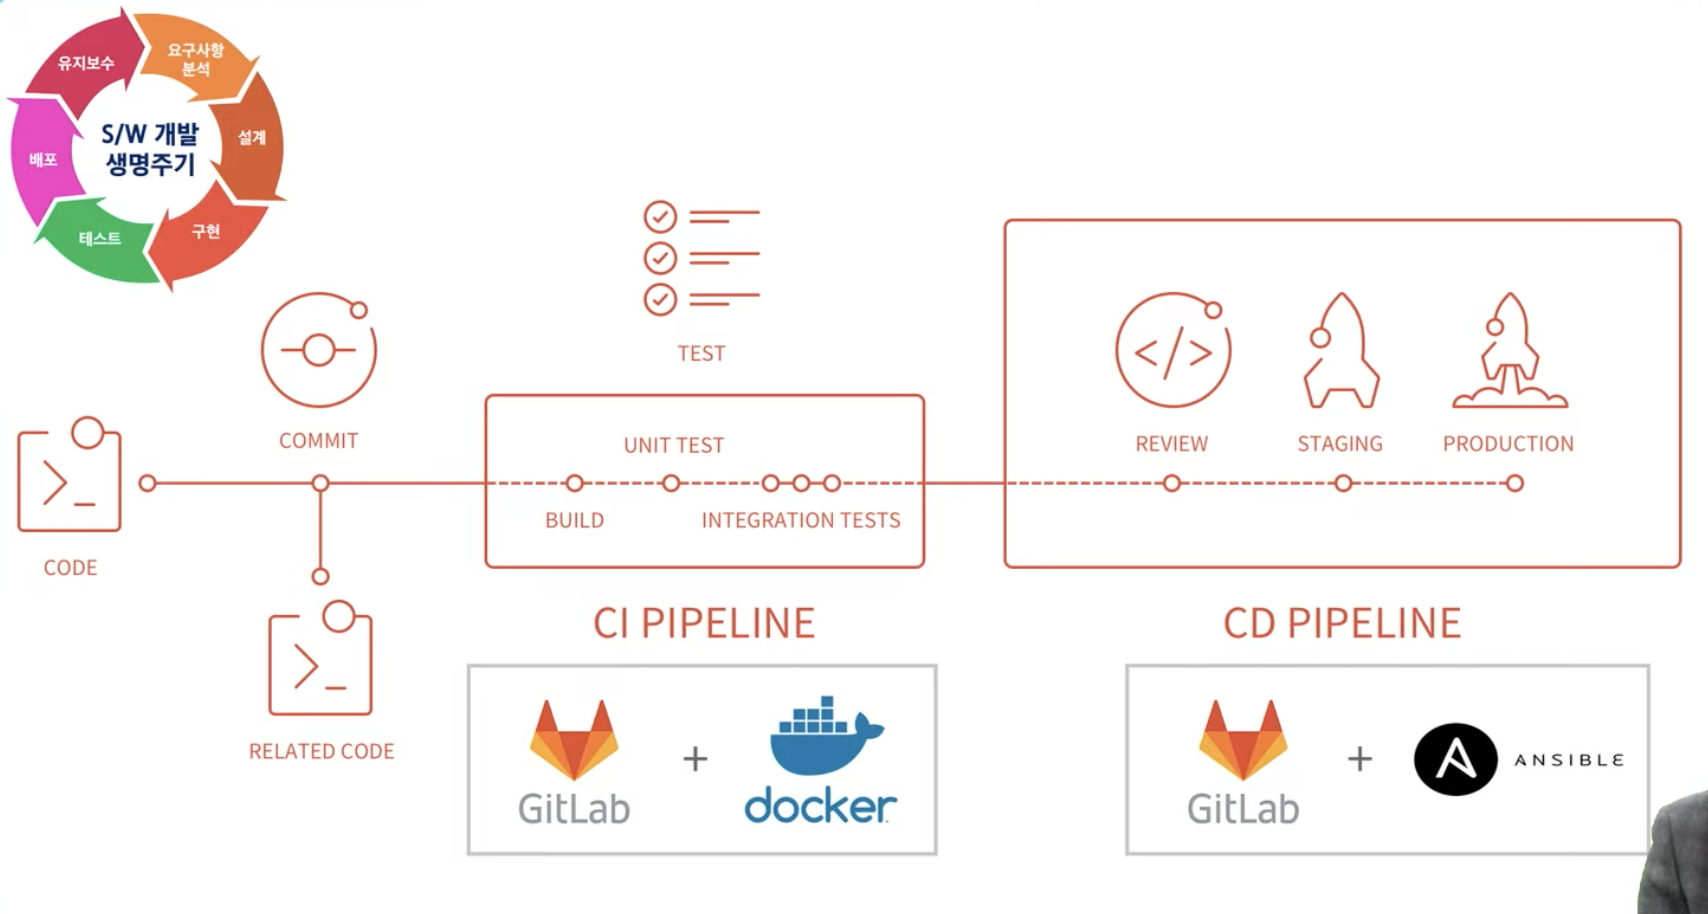 유지보수
요구사항
분석
설계
구현
테스트
배포
S/W 개발
생명주기
TEST
COMMIT
CODE
RELATED CODE
UNIT TEST
BUILD
INTEGRATION TESTS
REVIEW
STAGING
PRODUCTION
CI PIPELINE
CD PIPELINE
GitLab
+
docker
GitLab
+
ANSIBLE